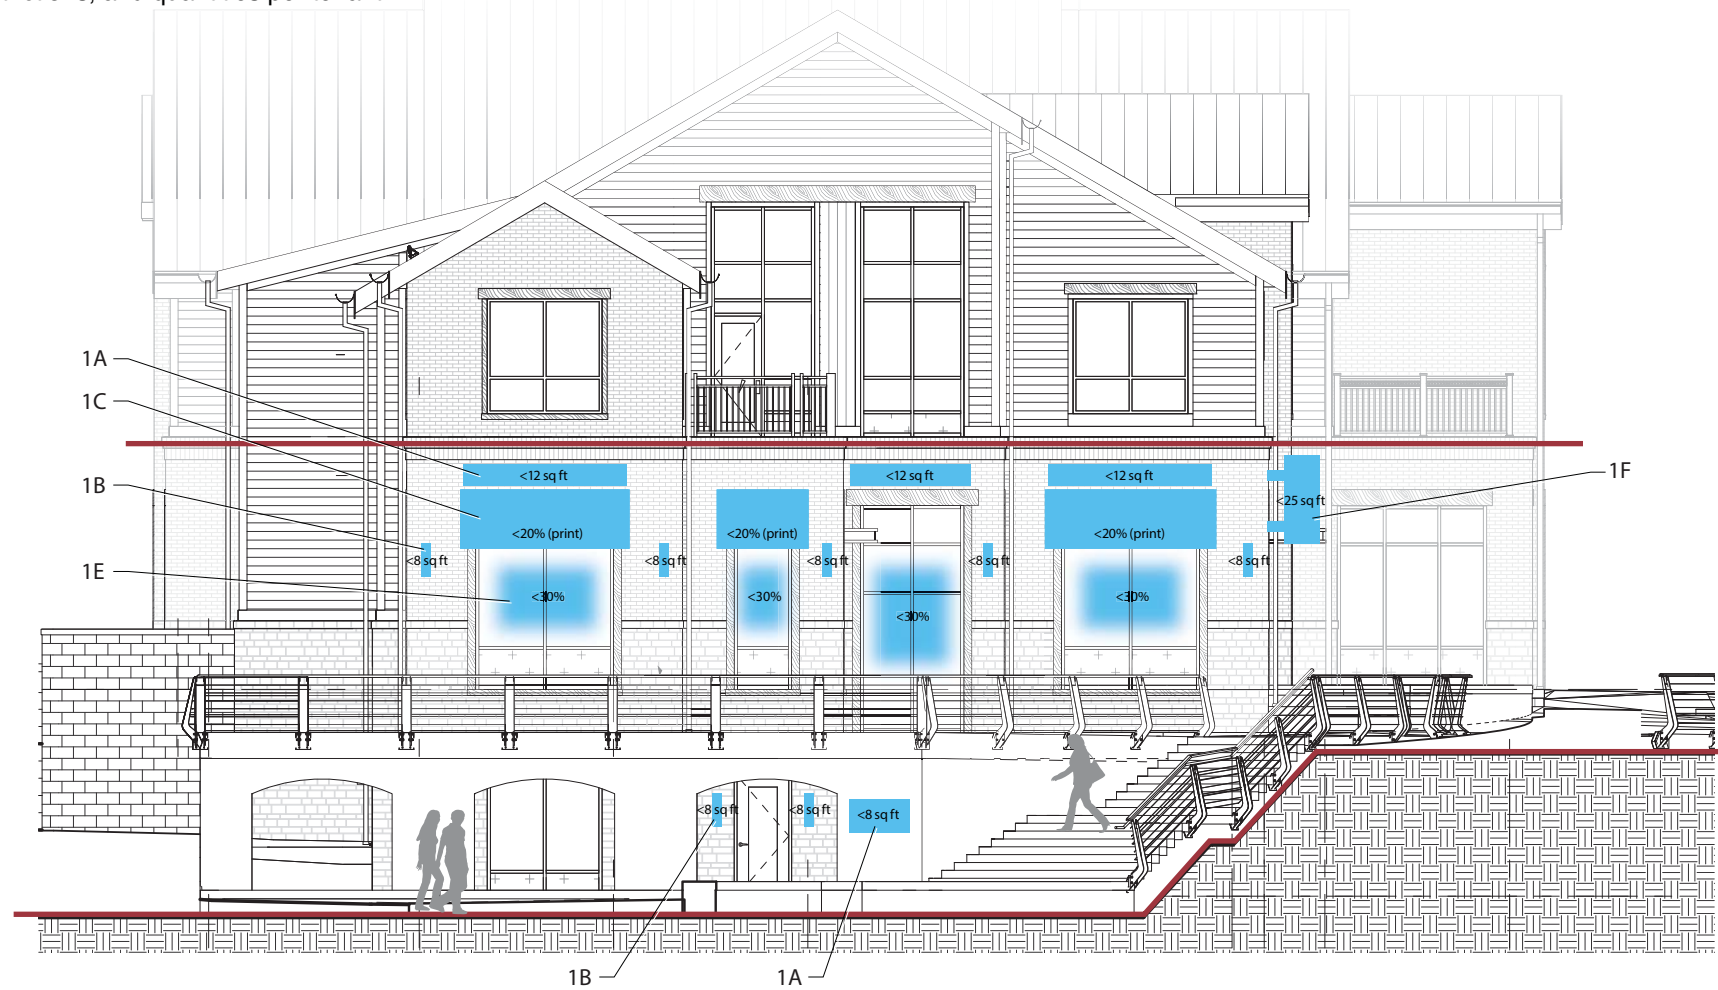 1A
1C
1B
1E
1F
<12 sq ft
<12 sq ft
<12 sq ft
<25 sq ft
<20% (print)
<20% (print)
<20% (print)
<8 sq ft
<8 sq ft
<8 sq ft
<8 sq ft
<8 sq ft
<30%
<30%
<30%
<30%
<8 sq ft
<8 sq ft
<8 sq ft
1B
1A